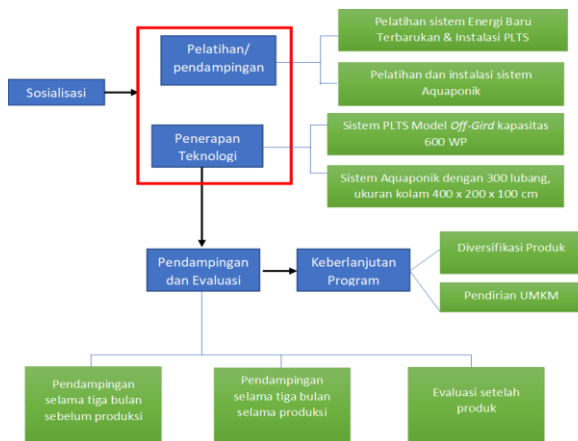 Pelatihan sistem Energi Baru
Terbarukan & Instalasi PLTS
Pelatihan/
pendampingan
Sosialisasi
Pelatihan dan instalasi sistem
Aquaponik
Penerapan
Teknologi
Sistem PLTS Model Off-Gird kapasitas
600 WP
Sistem Aquaponik dengan 300 lubang,
ukuran kolam 400 x 200 x 100 cm
Pendampingan
dan Evaluasi
Keberlanjutan
Program
Diversifikasi Produk
Pendirian UMKM
Pendampingan
selama tiga bulan
sebelum produksi
Pendampingan
selama tiga bulan
selama produksi
Evaluasi setelah
produk